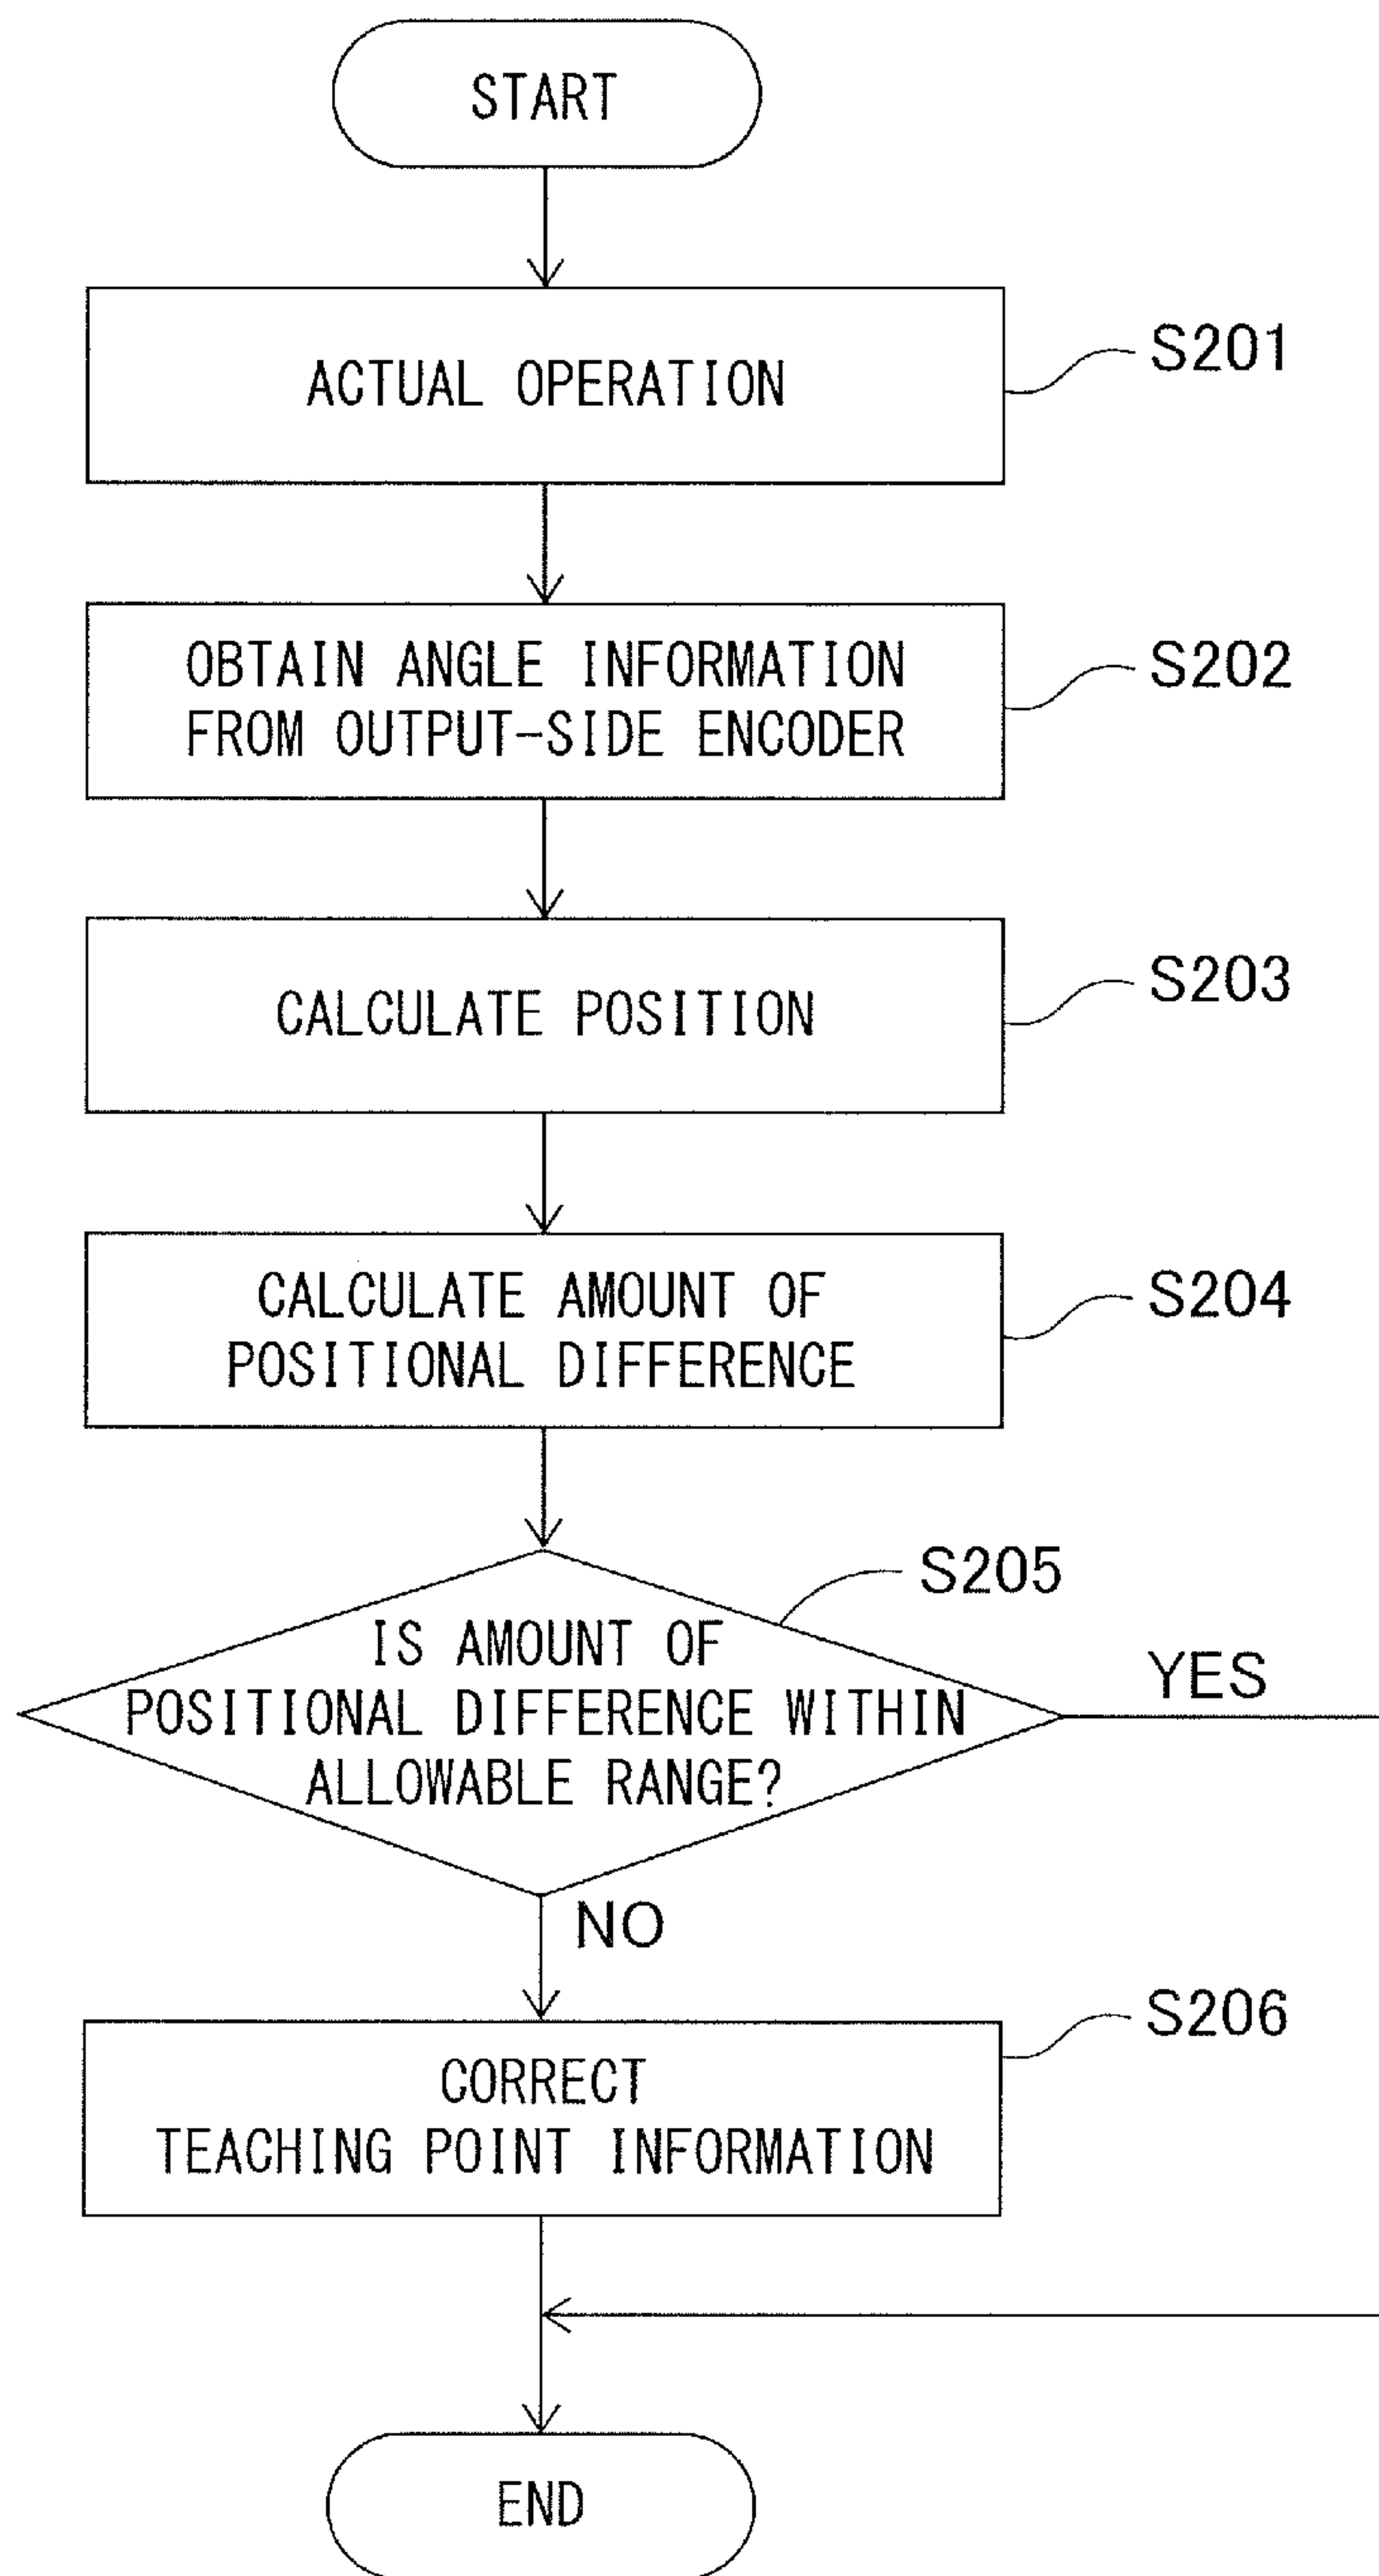 START
ACTUAL OPERATION
S201
OBTAIN ANGLE INFORMATION
FROM OUTPUT-SIDE ENCODER
S202
CALCULATE POSITION
S203
CALCULATE AMOUNT OF
POSITIONAL DIFFERENCE
S204
S205
IS AMOUNT OF
POSITIONAL DIFFERENCE WITHIN
ALLOWABLE RANGE?
YES
NO
S206
CORRECT
TEACHING POINT INFORMATION
END